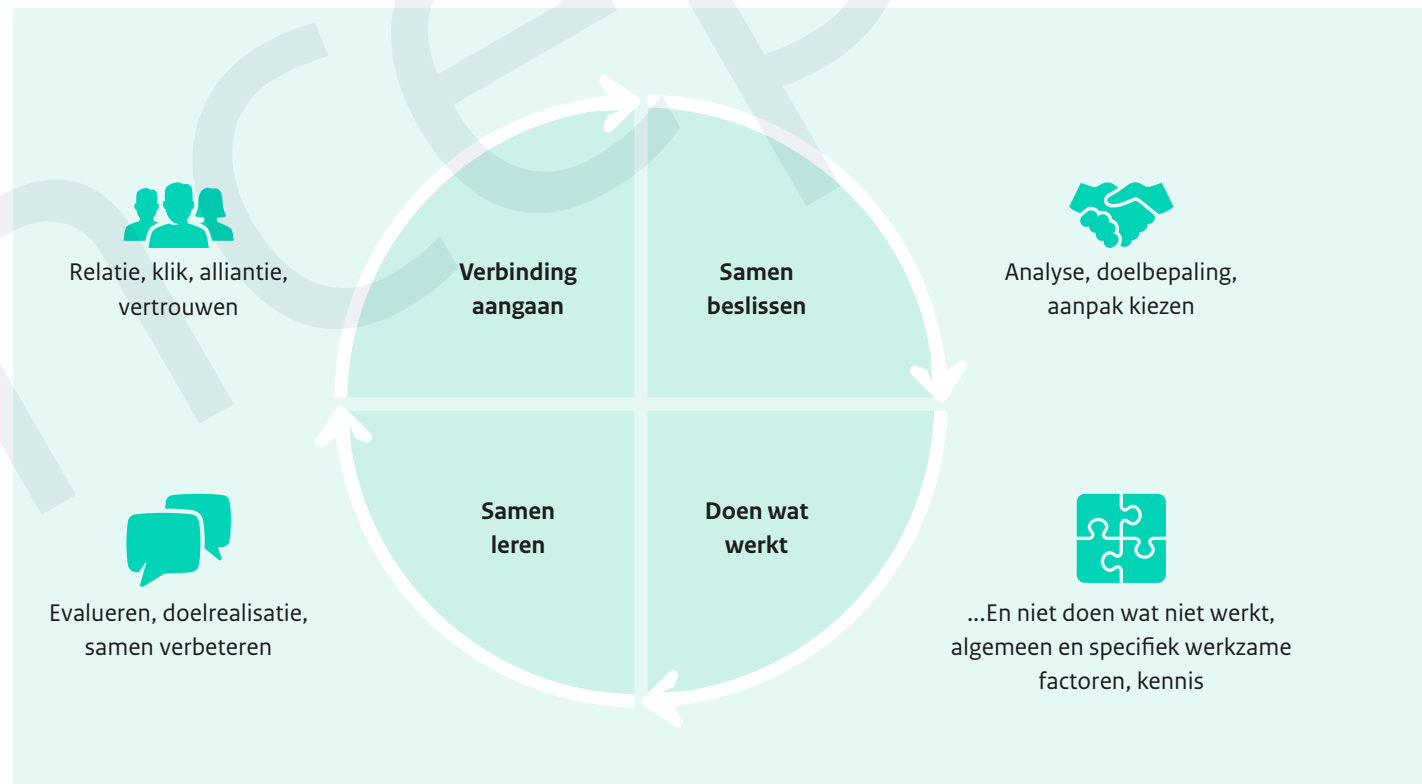 Relatie, klik, alliantie,
vertrouwen
Verbinding
aangaan
Samen
beslissen
Analyse, doelbepaling,
aanpak kiezen
Evalueren, doelrealisatie,
samen verbeteren
Samen
leren
Doen wat
werkt
...En niet doen wat niet werkt,
algemeen en specifiek werkzame
factoren, kennis
ncep